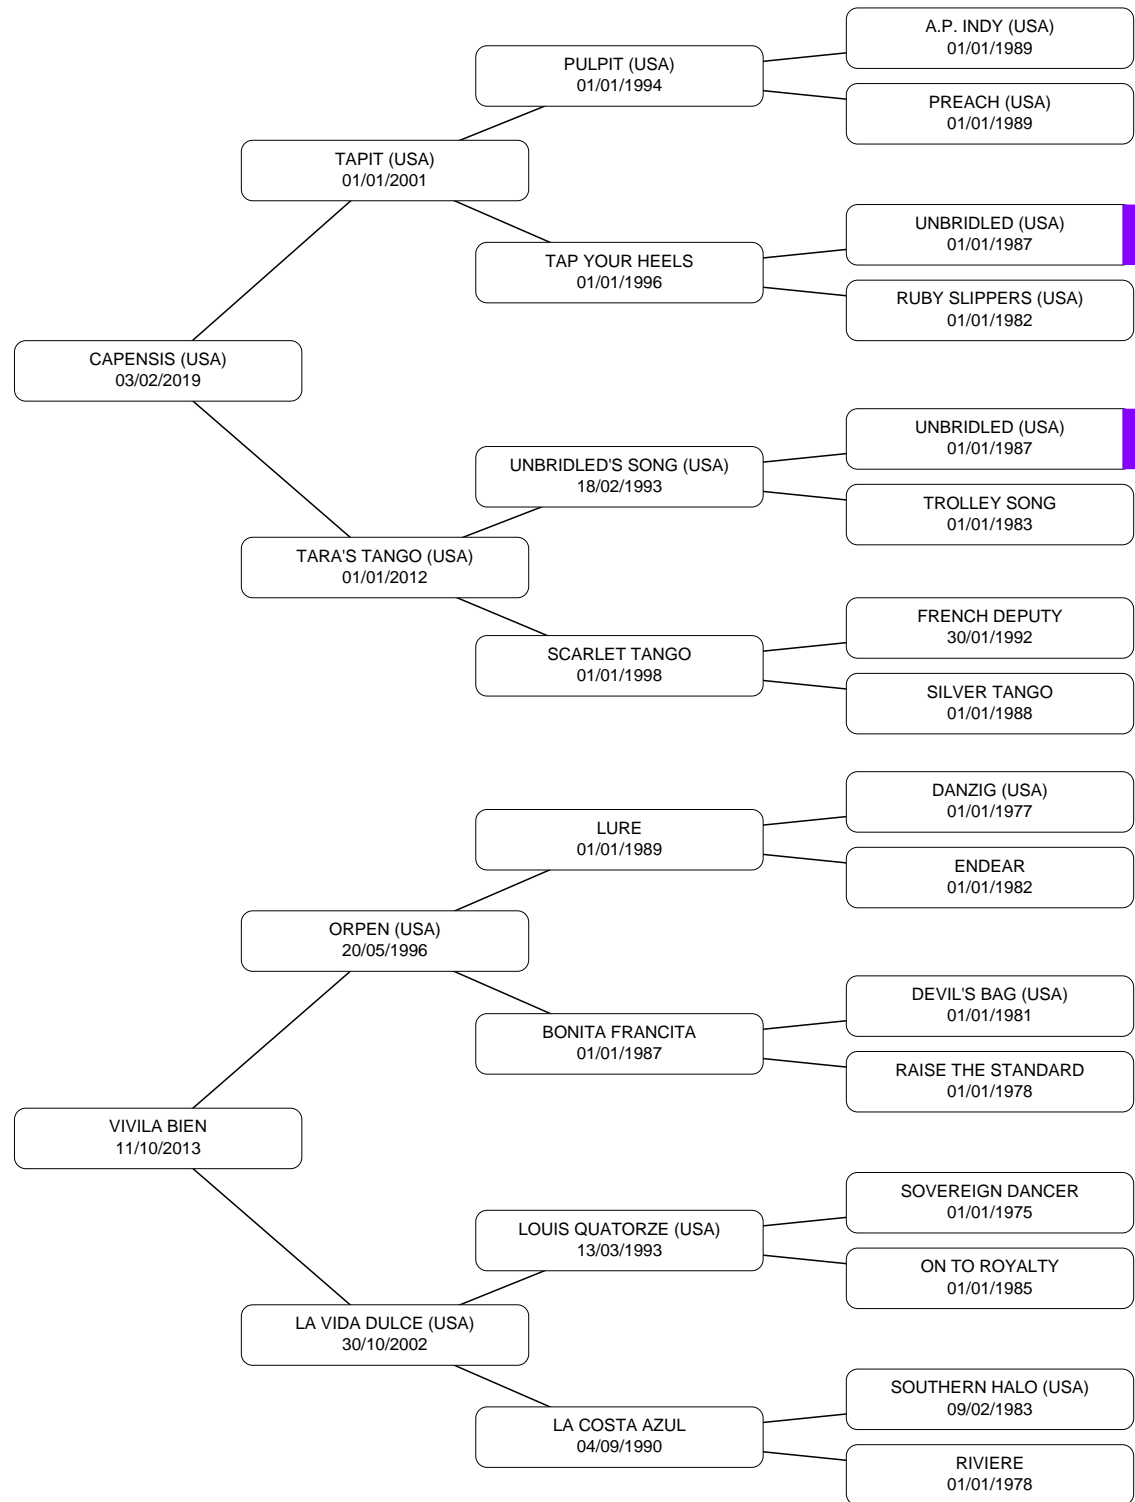 A.P. INDY (USA)
01/01/1989
PULPIT (USA)
01/01/1994
PREACH (USA)
01/01/1989
TAPIT (USA)
01/01/2001
UNBRIDLED (USA)
01/01/1987
TAP YOUR HEELS
01/01/1996
RUBY SLIPPERS (USA)
01/01/1982
CAPENSIS (USA)
03/02/2019
UNBRIDLED (USA)
01/01/1987
UNBRIDLED'S SONG (USA)
18/02/1993
TROLLEY SONG
01/01/1983
TARA'S TANGO (USA)
01/01/2012
FRENCH DEPUTY
30/01/1992
SCARLET TANGO
01/01/1998
SILVER TANGO
01/01/1988
DANZIG (USA)
01/01/1977
LURE
01/01/1989
ENDEAR
01/01/1982
ORPEN (USA)
20/05/1996
DEVIL'S BAG (USA)
01/01/1981
BONITA FRANCITA
01/01/1987
RAISE THE STANDARD
01/01/1978
VIVILA BIEN
11/10/2013
SOVEREIGN DANCER
01/01/1975
LOUIS QUATORZE (USA)
13/03/1993
ON TO ROYALTY
01/01/1985
LA VIDA DULCE (USA)
30/10/2002
SOUTHERN HALO (USA)
09/02/1983
LA COSTA AZUL
04/09/1990
RIVIERE
01/01/1978